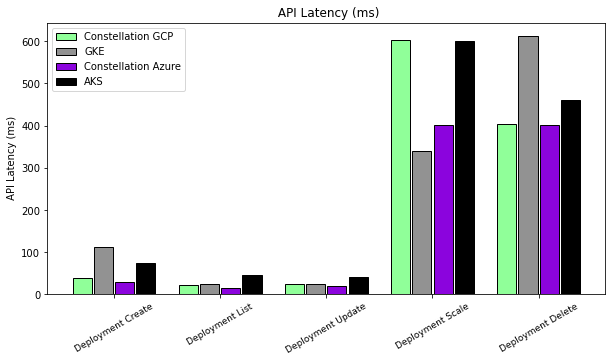 API Latency (ms)
Constellation GCP
GKE
Constellation Azure
AKS
API Latency (ms)
600
500
400
300
200
100
0
Deployment Create
Deployment List
Deployment Update
Deployment Scale
Deployment Delete